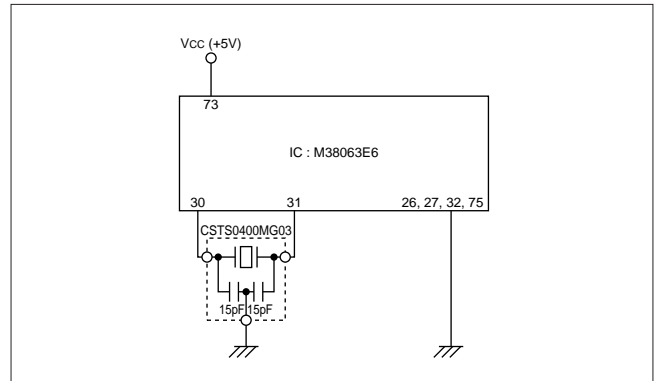 Vcc (+5V)
73
IC : M38063E6
30 31 26, 27, 32, 75
CSTS0400MG03
15pF 15pF